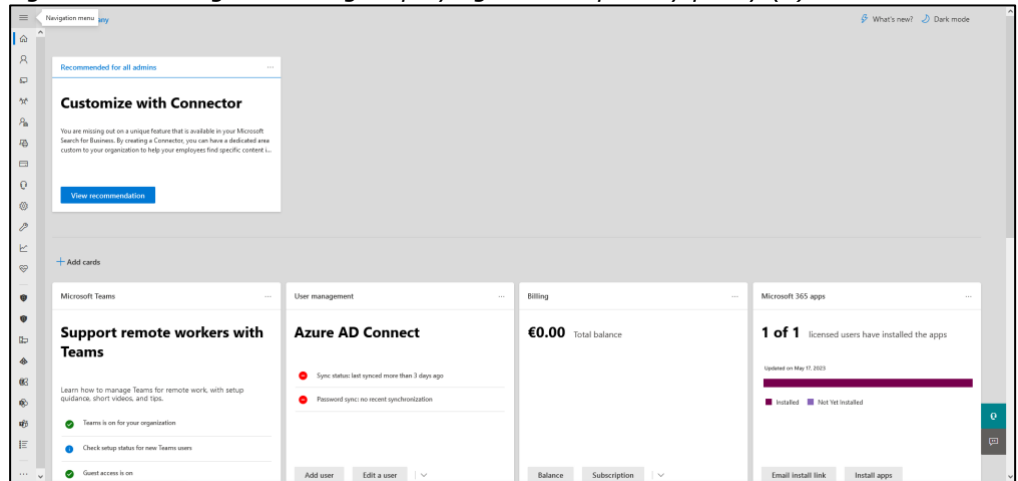 Navigation menu
What's new? Dark mode
Recommended for all admins
Customize with Connector
You are missing out on a unique feature that is available in your Microsoft
Search for Business. By creating a Connector, you can have a dedicated area
custom to your organization to help your employees find specific content i...
View recommendation
Add cards
Microsoft Teams
Support remote workers with
Teams
Learn how to manage Teams for remote work, with setup
guidance, short videos, and tips.
Teams is on for your organization
Check setup status for new Teams users
Guest access is on
User management
Azure AD Connect
Sync status: last synced more than 3 days ago
Password sync: no recent synchronization
Add user Edit a user
Billing
€0.00 Total balance
Balance Subscription
Microsoft 365 apps
1 of 1 licensed users have installed the apps
Updated on May 17, 2023
Installed Not Yet Installed
Email install link Install apps